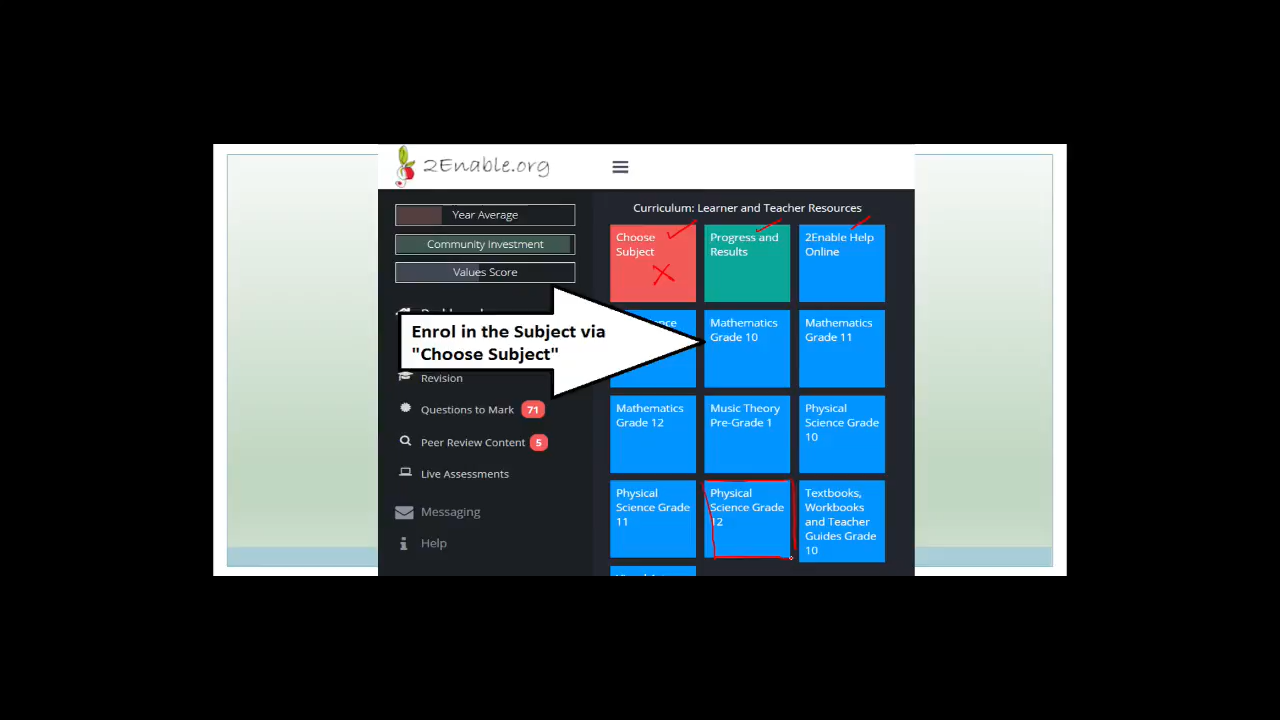 2Enable.org
Year Average
Community Investment
Values Score
Enrol in the Subject via
"Choose Subject"
Revision
Questions to Mark 71
Peer Review Content 5
Live Assessments
Messaging
Help
Curriculum: Learner and Teacher Resources
Choose
Subject
Progress and
Results
2Enable Help
Online
Mathematics
Grade 10
Mathematics
Grade 11
Mathematics
Grade 12
Music Theory
Pre-Grade 1
Physical
Science Grade
10
Physical
Science Grade
11
Physical
Science Grade
12
Textbooks,
Workbooks
and Teacher
Guides Grade
10